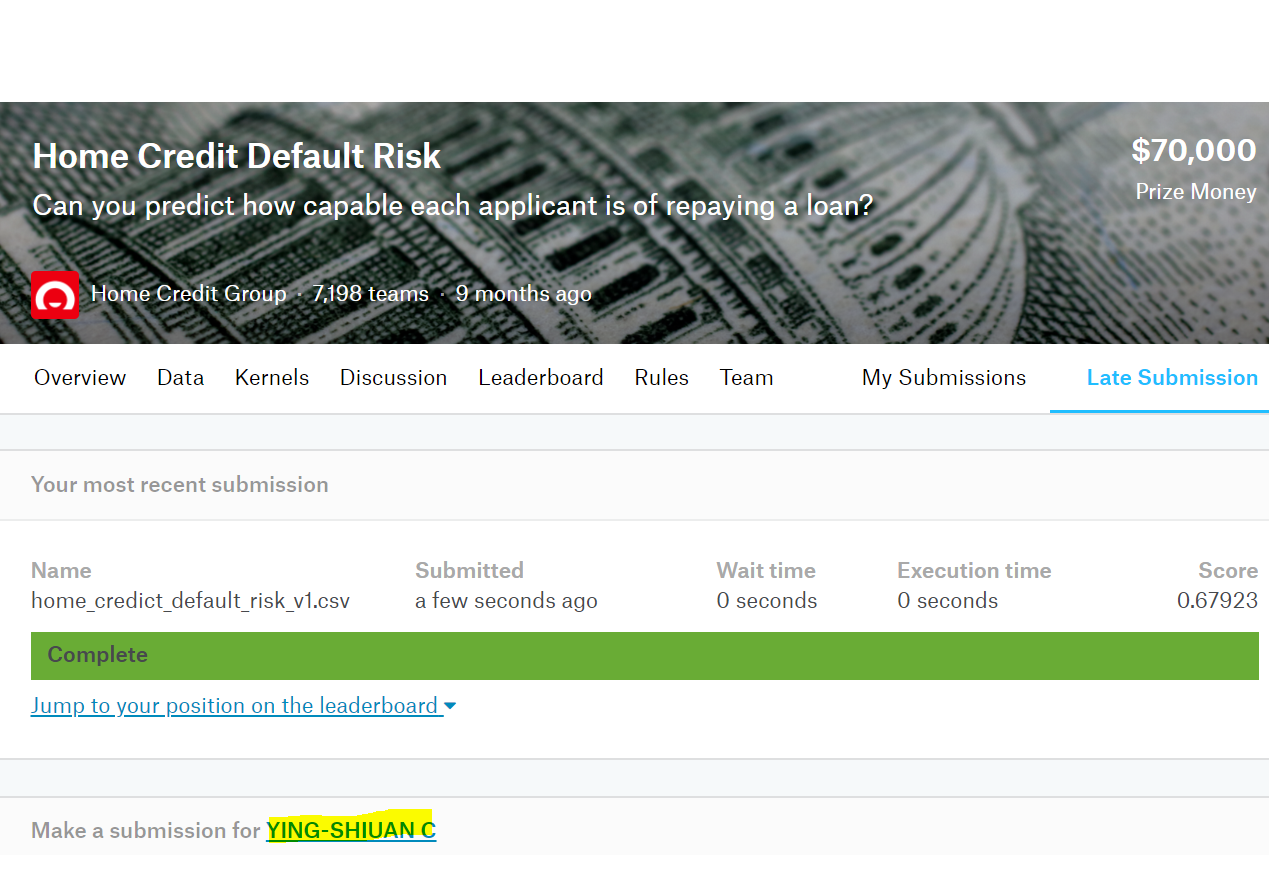 Home Credit Default Risk
$70,000
Can you predict how capable each applicant is of repaying a loan?
Prize Money
Home Credit Group · 7,198 teams · 9 months ago
Overview Data Kernels Discussion Leaderboard Rules Team My Submissions Late Submission
Your most recent submission
Name Submitted Wait time Execution time Score
home_credict_default_risk_v1.csv a few seconds ago 0 seconds 0 seconds 0.67923
Complete
Jump to your position on the leaderboard
Make a submission for YING-SHIUAN C